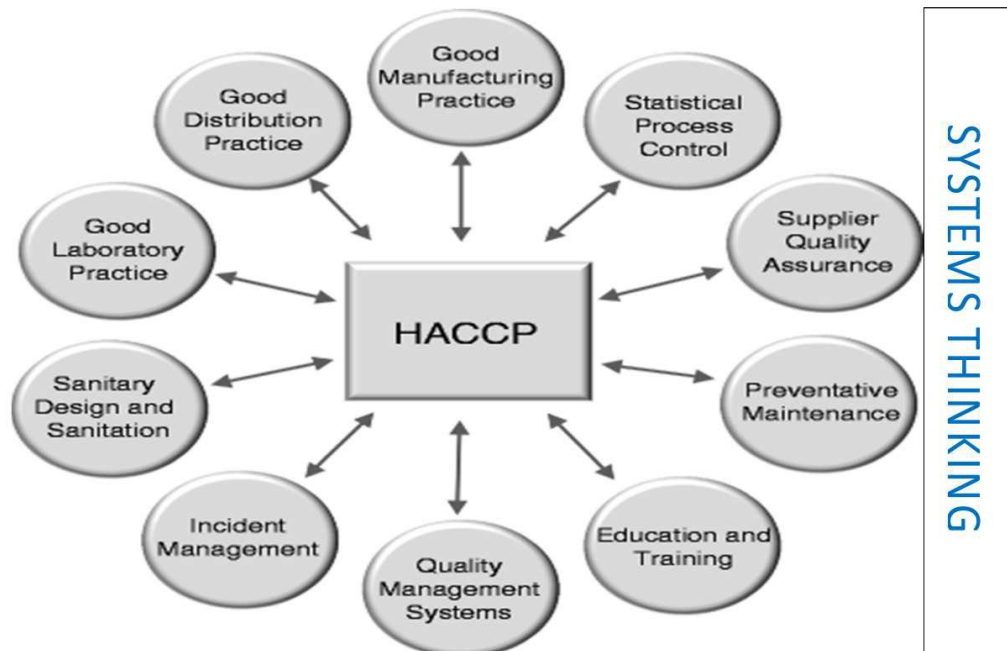 Good
Manufacturing
Practice
Good
Distribution
Practice
Statistical
Process
Control
Good
Laboratory
Practice
Supplier
Quality
Assurance
HACCP
Sanitary
Design and
Sanitation
Preventative
Maintenance
Incident
Management
Quality
Management
Systems
Education and
Training
SYSTEMS THINKING